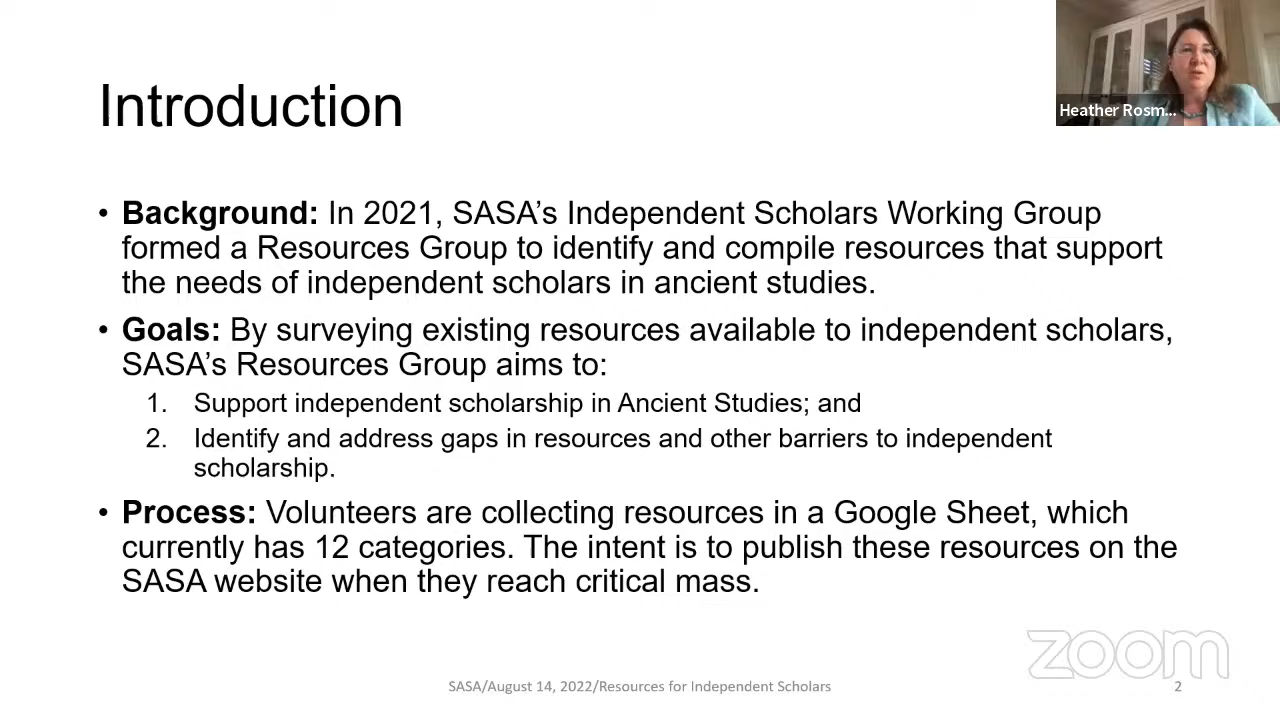 Introduction
Heather Rosm...
• Background: In 2021, SASA’s Independent Scholars Working Group
formed a Resources Group to identify and compile resources that support
the needs of independent scholars in ancient studies.
• Goals: By surveying existing resources available to independent scholars,
SASA’s Resources Group aims to:
1. Support independent scholarship in Ancient Studies; and
2. Identify and address gaps in resources and other barriers to independent
scholarship.
• Process: Volunteers are collecting resources in a Google Sheet, which
currently has 12 categories. The intent is to publish these resources on the
SASA website when they reach critical mass.
zoom
SASA/August 14, 2022/Resources for Independent Scholars
2